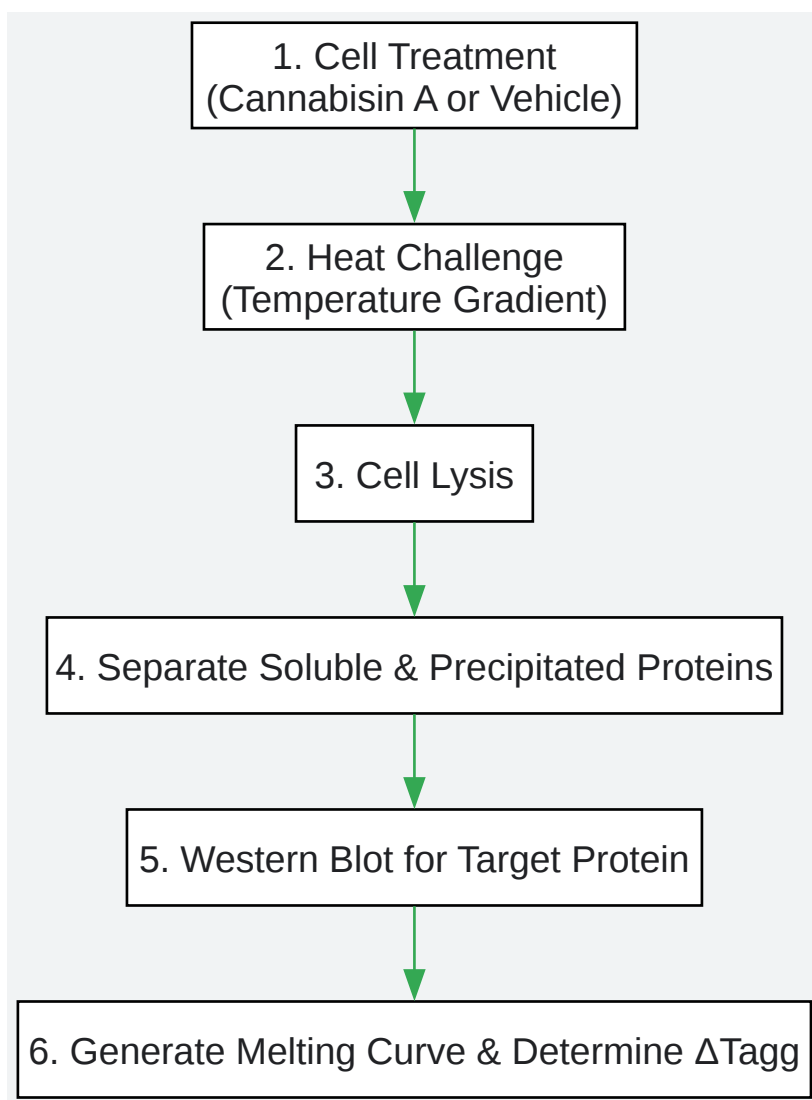 1. Cell Treatment
(Cannabisin A or Vehicle)
2. Heat Challenge
(Temperature Gradient)
3. Cell Lysis
4. Separate Soluble & Precipitated Proteins
5. Western Blot for Target Protein
6. Generate Melting Curve & Determine ΔTagg